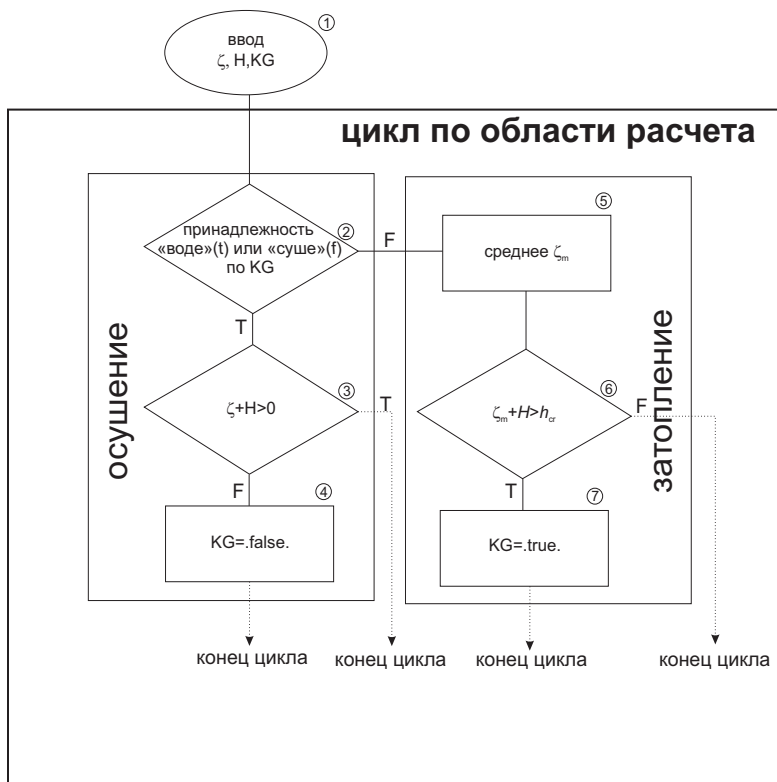 ①
ввод
ζ, H,KG
цикл по области расчета
осушение
принадлежность
«воде»(t) или «суше»(f)
по KG
②
F
T
ζ+H>0
③
T
F
④
KG=.false.
затопление
⑤
среднее ζm
ζm+H>hcr
⑥
F
T
⑦
KG=.true.
конец цикла
конец цикла
конец цикла
конец цикла